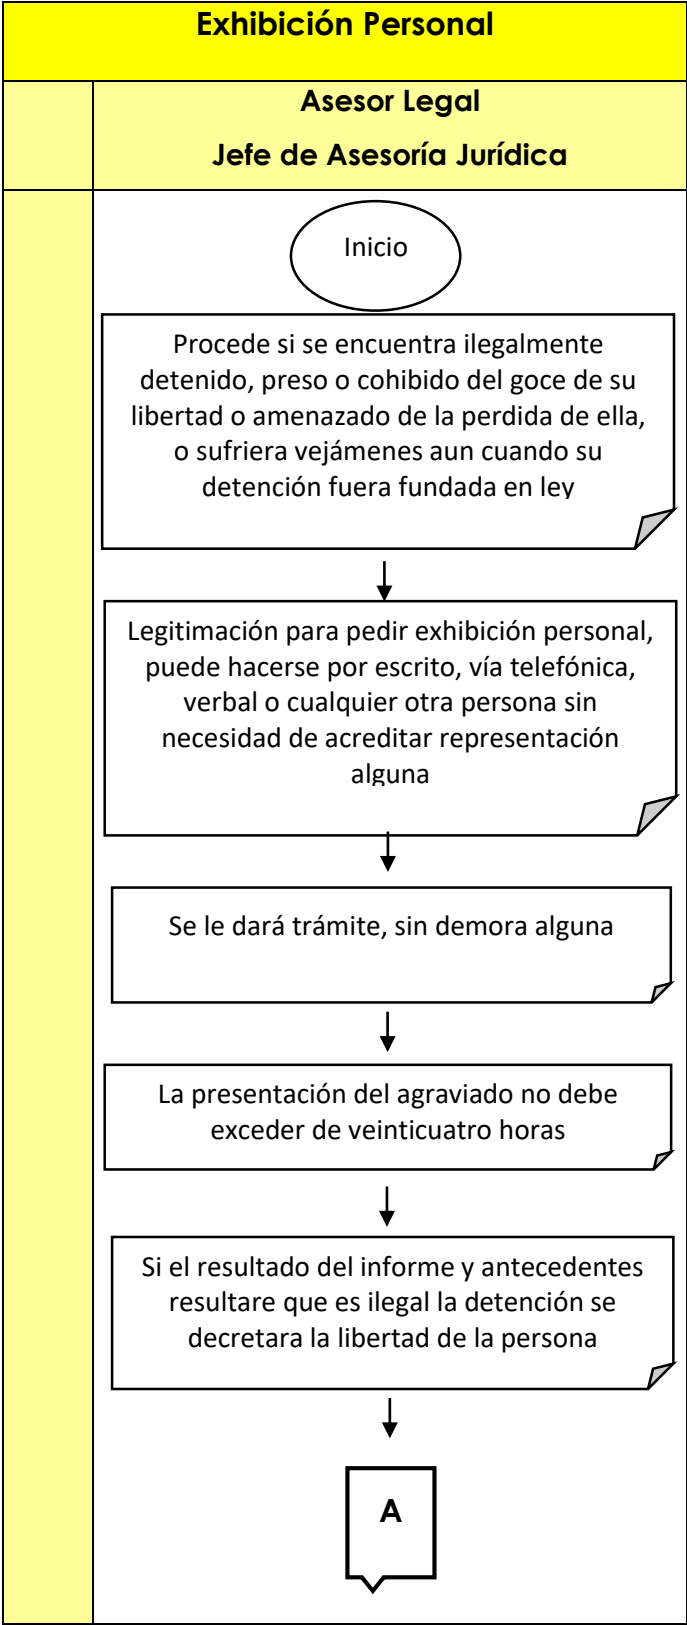 Exhibición Personal
Asesor Legal
Jefe de Asesoría Jurídica
Inicio
Procede si se encuentra ilegalmente
detenido, preso o cohibido del goce de su
libertad o amenazado de la perdida de ella,
o sufriera vejámenes aun cuando su
detención fuera fundada en ley
Legitimación para pedir exhibición personal,
puede hacerse por escrito, vía telefónica,
verbal o cualquier otra persona sin
necesidad de acreditar representación
alguna
Se le dará trámite, sin demora alguna
La presentación del agraviado no debe
exceder de veinticuatro horas
Si el resultado del informe y antecedentes
resultare que es ilegal la detención se
decretara la libertad de la persona
A